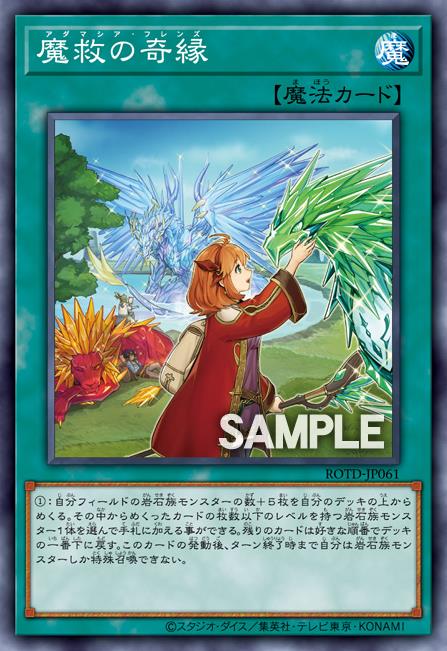 アダマシア・フレンズ
魔救の奇縁
魔
まほう
【魔法カード】
SAMPLE
ROTD-JP061
①：自分フィールドの岩石族モンスターの数＋５枚を自分のデッキの上から
めくる。その中からめくったカードの枚数以下のレベルを持つ岩石族モンス
ター１体を選んで手札に加える事ができる。残りのカードは好きな順番でデッキ
の一番下に戻す。このカードの発動後、ターン終了時まで自分は岩石族モン
スターしか特殊召喚できない。
©スタジオ・ダイス／集英社・テレビ東京・KONAMI